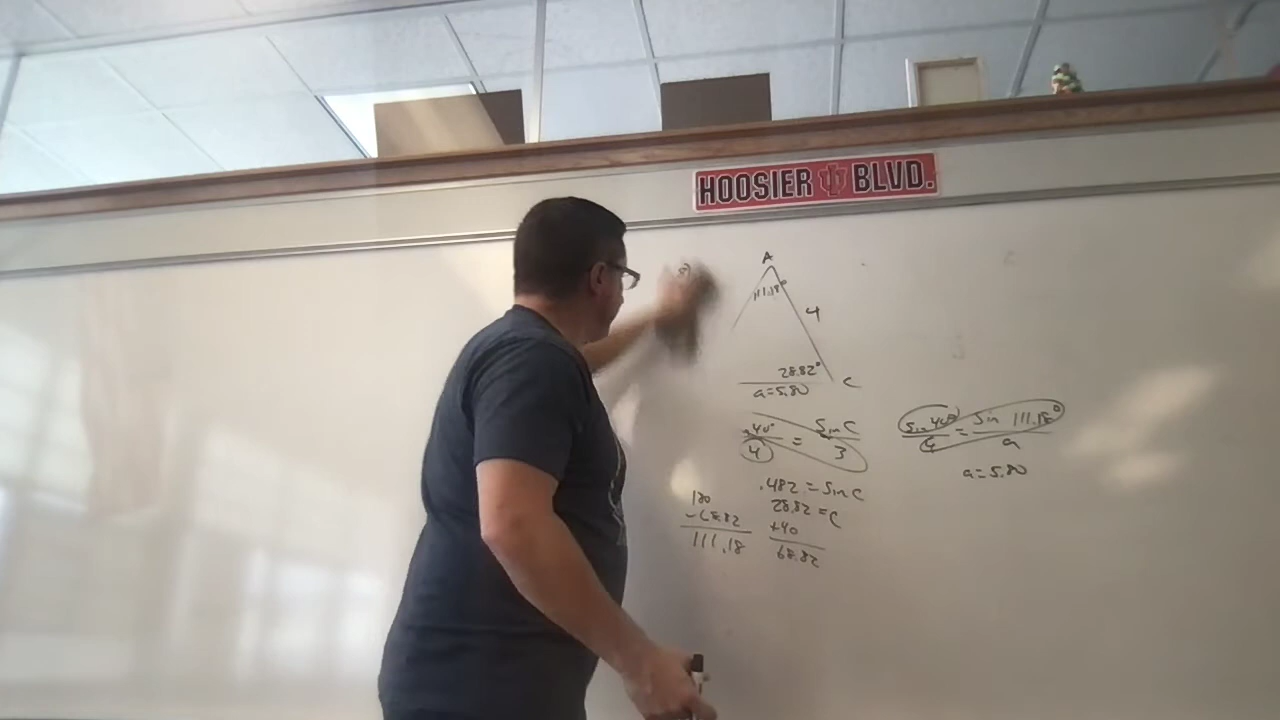 HOOSIER BLVD.
A
111.18°
4
28.82°
C
a=5.80
40° / 4 = Sin C / 3
.482 = Sin C
28.82 = C
+40
68.82
180
-68.82
111.18
Sin 40° / 4 = Sin 111.18° / a
a=5.80